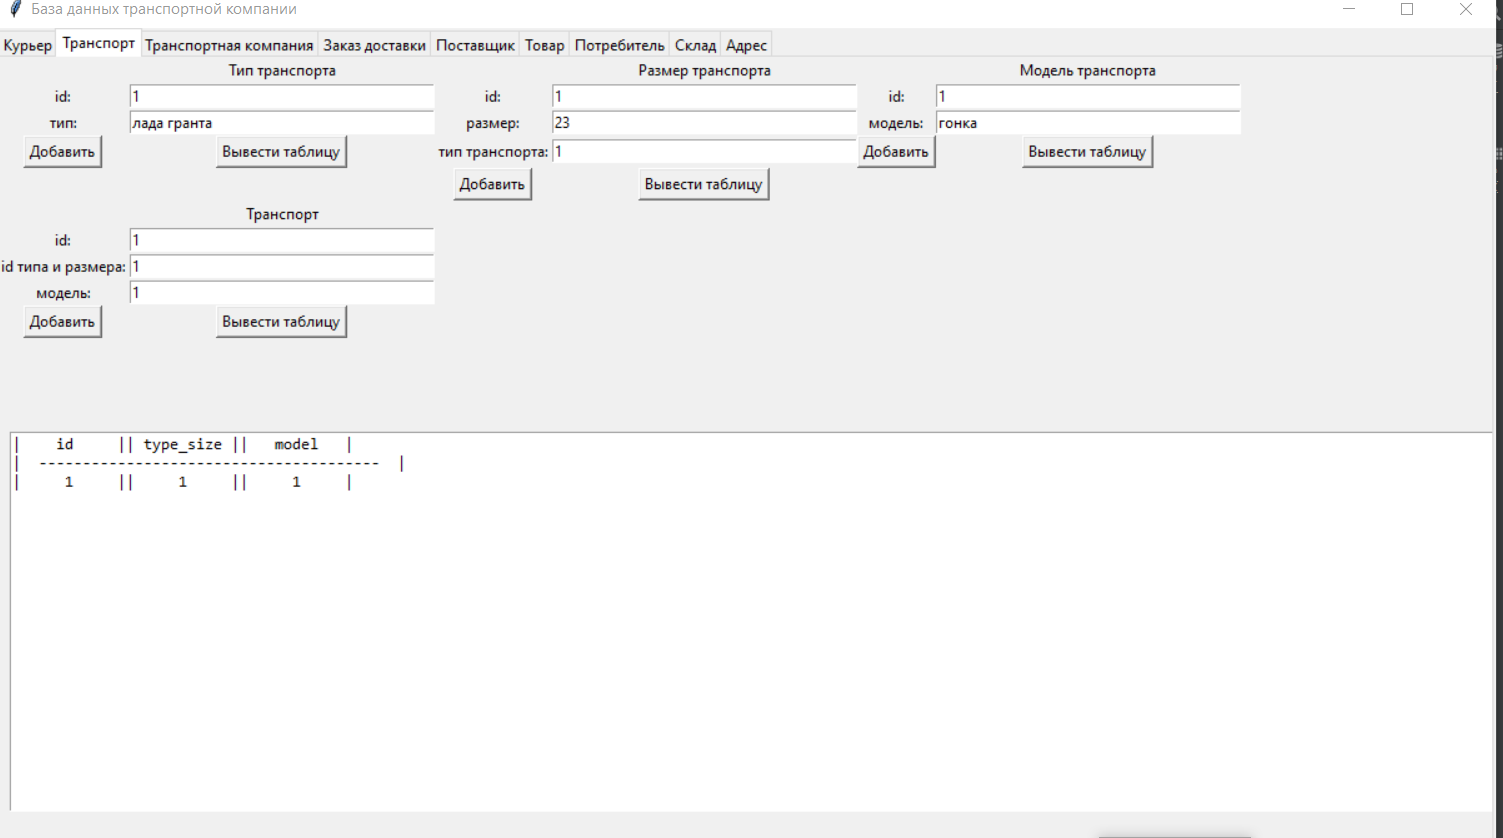 База данных транспортной компании
Курьер Транспорт Транспортная компания Заказ доставки Поставщик Товар Потребитель Склад Адрес
Тип транспорта Размер транспорта Модель транспорта
id: 1 id: 1 id: 1
тип: лада гранта размер: 23 модель: гонка
Добавить Вывести таблицу тип транспорта: 1 Добавить Вывести таблицу
Добавить Вывести таблицу
Транспорт
id: 1
id типа и размера: 1
модель: 1
Добавить Вывести таблицу
| id || type_size || model |
| --------------------------------------- |
| 1 || 1 || 1 |